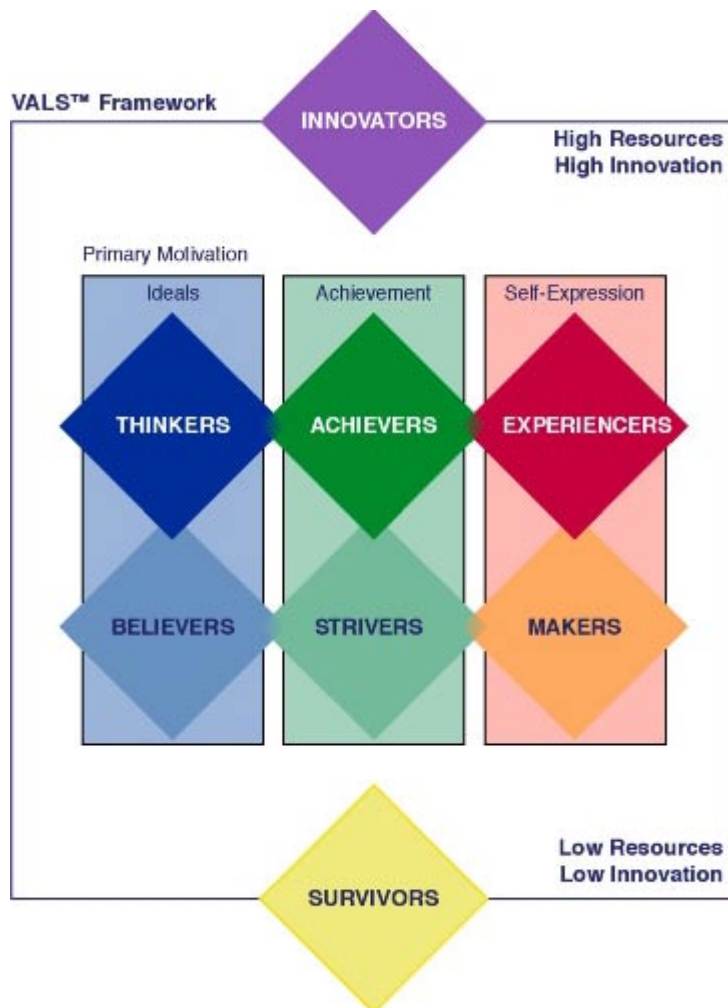 VALS™ Framework
INNOVATORS
High Resources
High Innovation
Primary Motivation
Ideals
Achievement
Self-Expression
THINKERS
ACHIEVERS
EXPERIENCERS
BELIEVERS
STRIVERS
MAKERS
Low Resources
Low Innovation
SURVIVORS